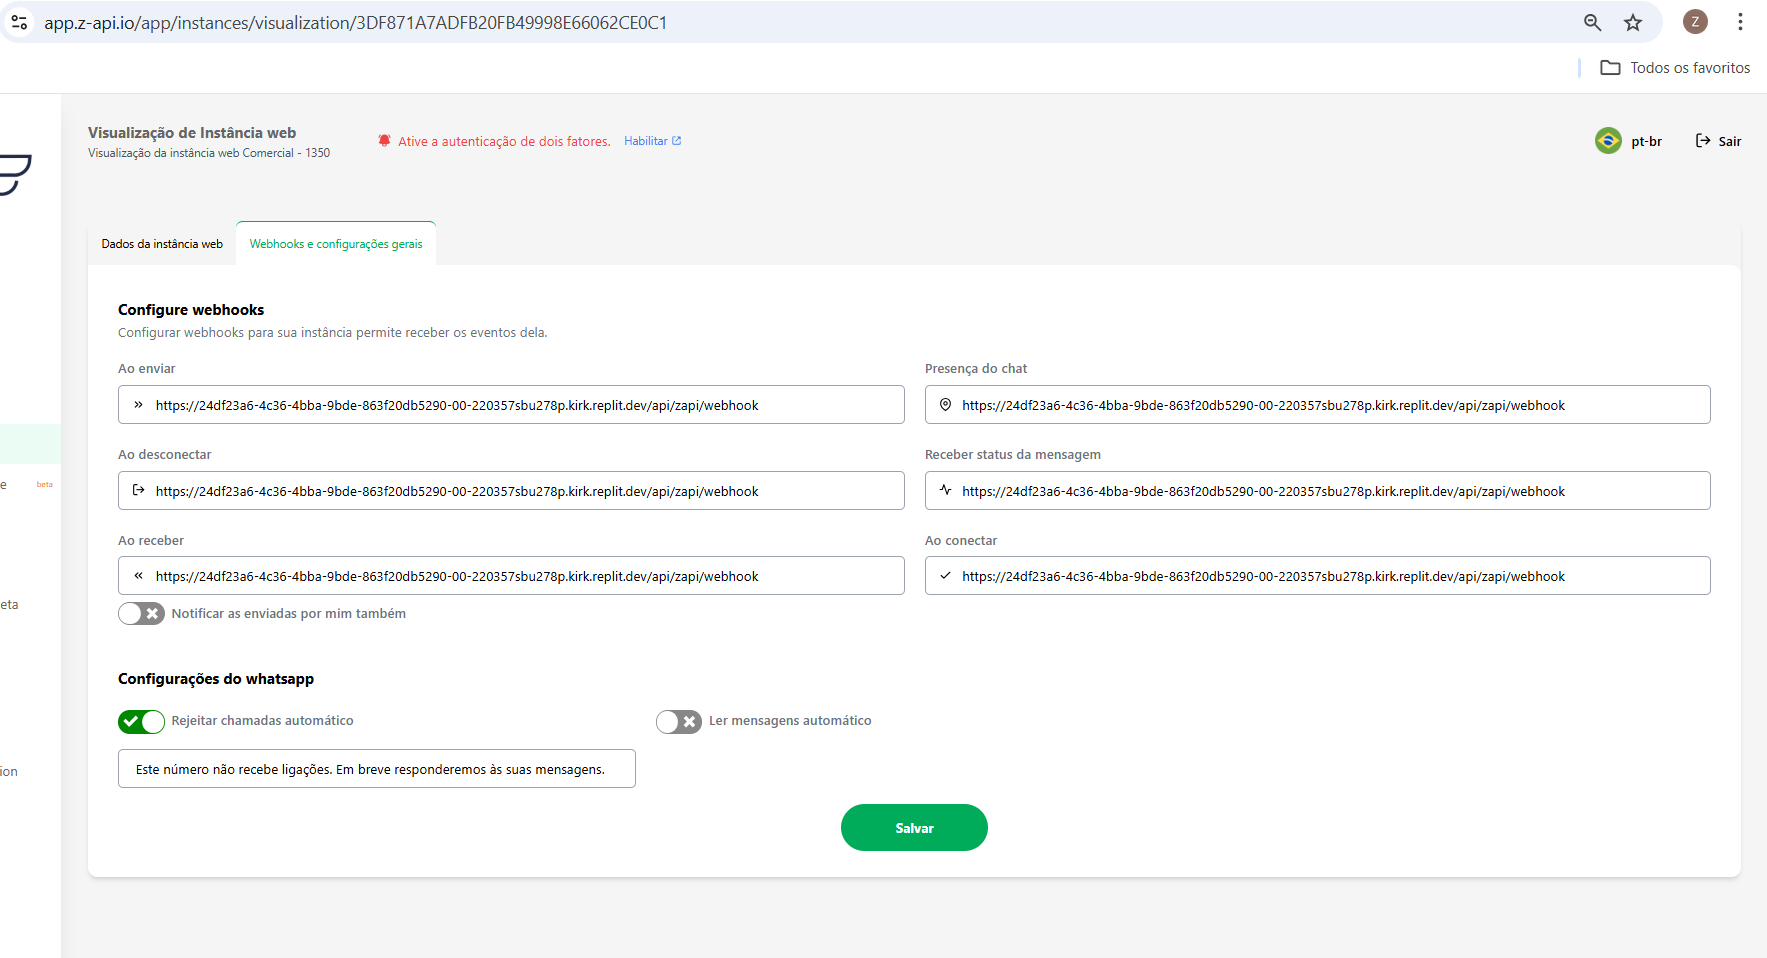 app.z-api.io/app/instances/visualization/3DF871A7ADFB20FB49998E66062CE0C1
Z
Todos os favoritos
Visualização de Instância web
Visualização da instância web Comercial - 1350
Ative a autenticação de dois fatores. Habilitar
pt-br
Sair
Dados da instância web
Webhooks e configurações gerais
Configure webhooks
Configurar webhooks para sua instância permite receber os eventos dela.
Ao enviar
https://24df23a6-4c36-4bba-9bde-863f20db5290-00-220357sbu278p.kirk.replit.dev/api/zapi/webhook
Presença do chat
https://24df23a6-4c36-4bba-9bde-863f20db5290-00-220357sbu278p.kirk.replit.dev/api/zapi/webhook
Ao desconectar
https://24df23a6-4c36-4bba-9bde-863f20db5290-00-220357sbu278p.kirk.replit.dev/api/zapi/webhook
Receber status da mensagem
https://24df23a6-4c36-4bba-9bde-863f20db5290-00-220357sbu278p.kirk.replit.dev/api/zapi/webhook
Ao receber
https://24df23a6-4c36-4bba-9bde-863f20db5290-00-220357sbu278p.kirk.replit.dev/api/zapi/webhook
Ao conectar
https://24df23a6-4c36-4bba-9bde-863f20db5290-00-220357sbu278p.kirk.replit.dev/api/zapi/webhook
Notificar as enviadas por mim também
Configurações do whatsapp
Rejeitar chamadas automático
Ler mensagens automático
Este número não recebe ligações. Em breve responderemos às suas mensagens.
Salvar
e beta
eta
ion